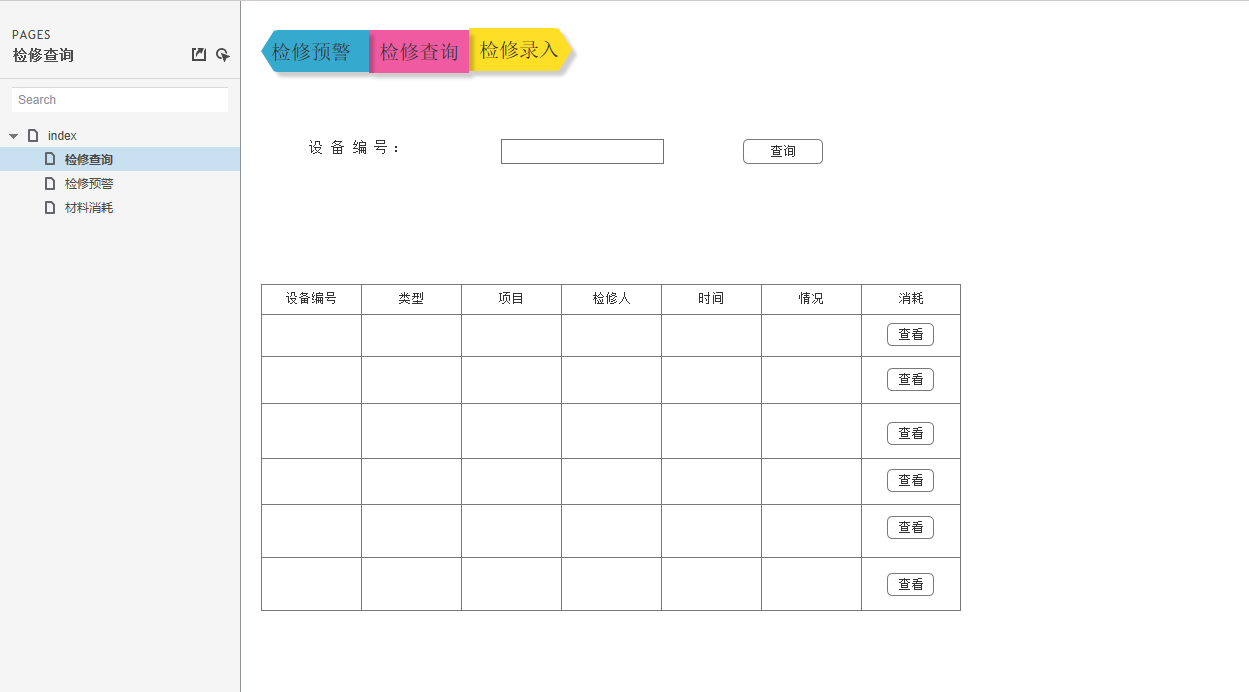 PAGES
检修查询
Search
index
检修查询
检修预警
材料消耗
检修预警 检修查询 检修录入
设备编号： 查询
设备编号 类型 项目 检修人 时间 情况 消耗
查看
查看
查看
查看
查看
查看